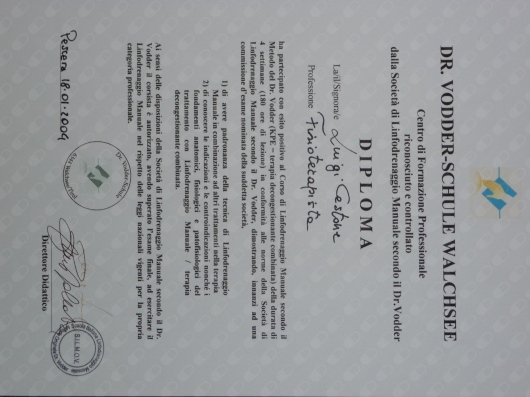 DR. VODDER-SCHULE WALCHSEE
Centro di Formazione Professionale
riconosciuto e controllato
dalla Società di Linfodrenaggio Manuale secondo il Dr.Vodder
DIPLOMA
La/il/Signora/e Luigi Cestone
Professione Fisioterapista
ha partecipato con esito positivo al Corso di Linfodrenaggio Manuale secondo il
Metodo del Dr. Vodder (KPE = terapia decongestionante combinata) della durata di
4 settimane (180 ore di lezioni) in conformità alle norme della Società di
Linfodrenaggio Manuale secondo il Dr. Vodder, dimostrando, innanzi ad una
commissione d'esame nominata dalla suddetta società,
1) di avere padronanza della tecnica di Linfodrenaggio
Manuale in combinazione ad altri trattamenti nella terapia
2) di conoscere le indicazioni e le controindicazioni nonché i
fondamenti anatomici, fisiologici e patofisiologici del
trattamento con Linfodrenaggio Manuale / terapia
decongestionante combinata.
Ai sensi delle disposizioni della Società di Linfodrenaggio Manuale secondo il Dr.
Vodder il corsista è autorizzato, avendo superato l'esame finale, ad esercitare il
Linfodrenaggio Manuale nel rispetto delle leggi nazionali vigenti per la propria
categoria professionale.
Pescara 18.01.2004
Dr. Vodder Schule
Direttore Didattico